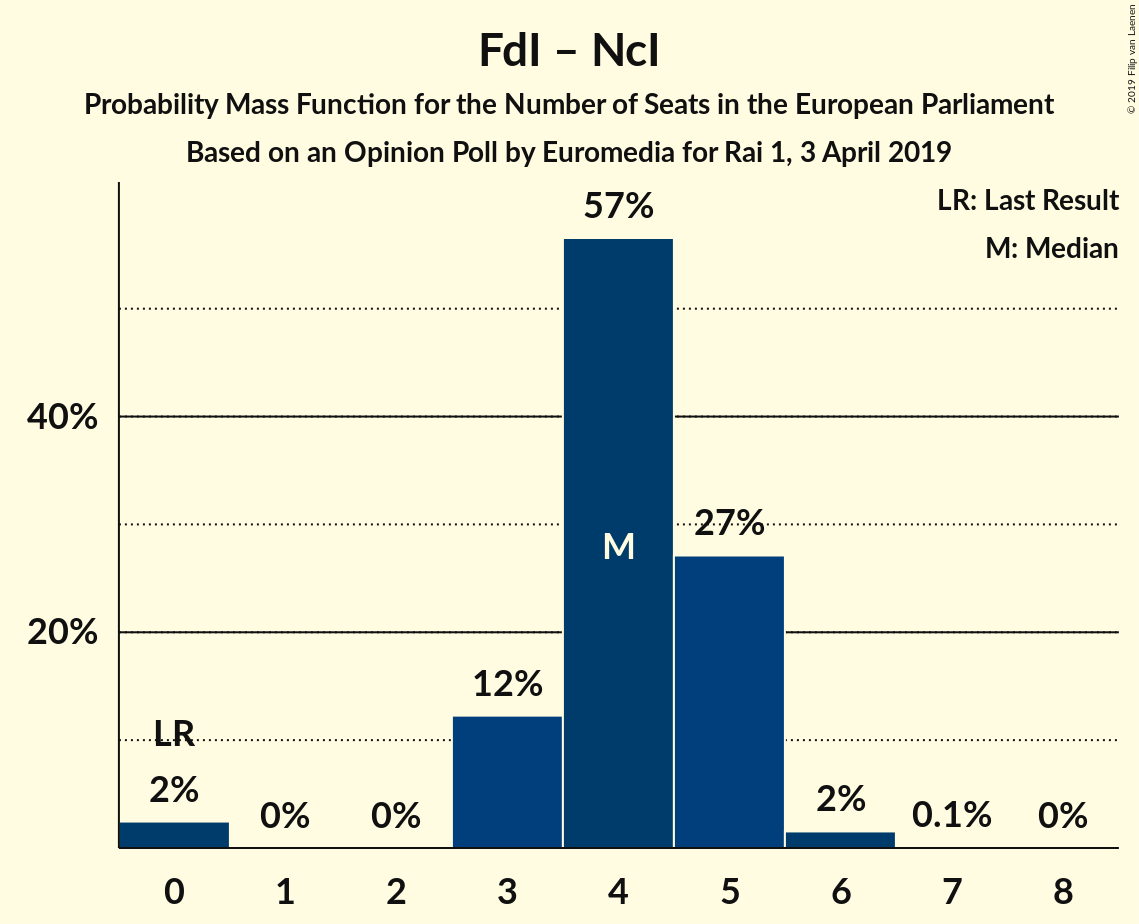 FdI – NcI
Probability Mass Function for the Number of Seats in the European Parliament
Based on an Opinion Poll by Euromedia for Rai 1, 3 April 2019
© 2019 Filip van Laenen
LR: Last Result
M: Median
57%
40%
27%
M
20%
12%
LR
2%
0%
0%
2%
0.1%
0%
0 1 2 3 4 5 6 7 8